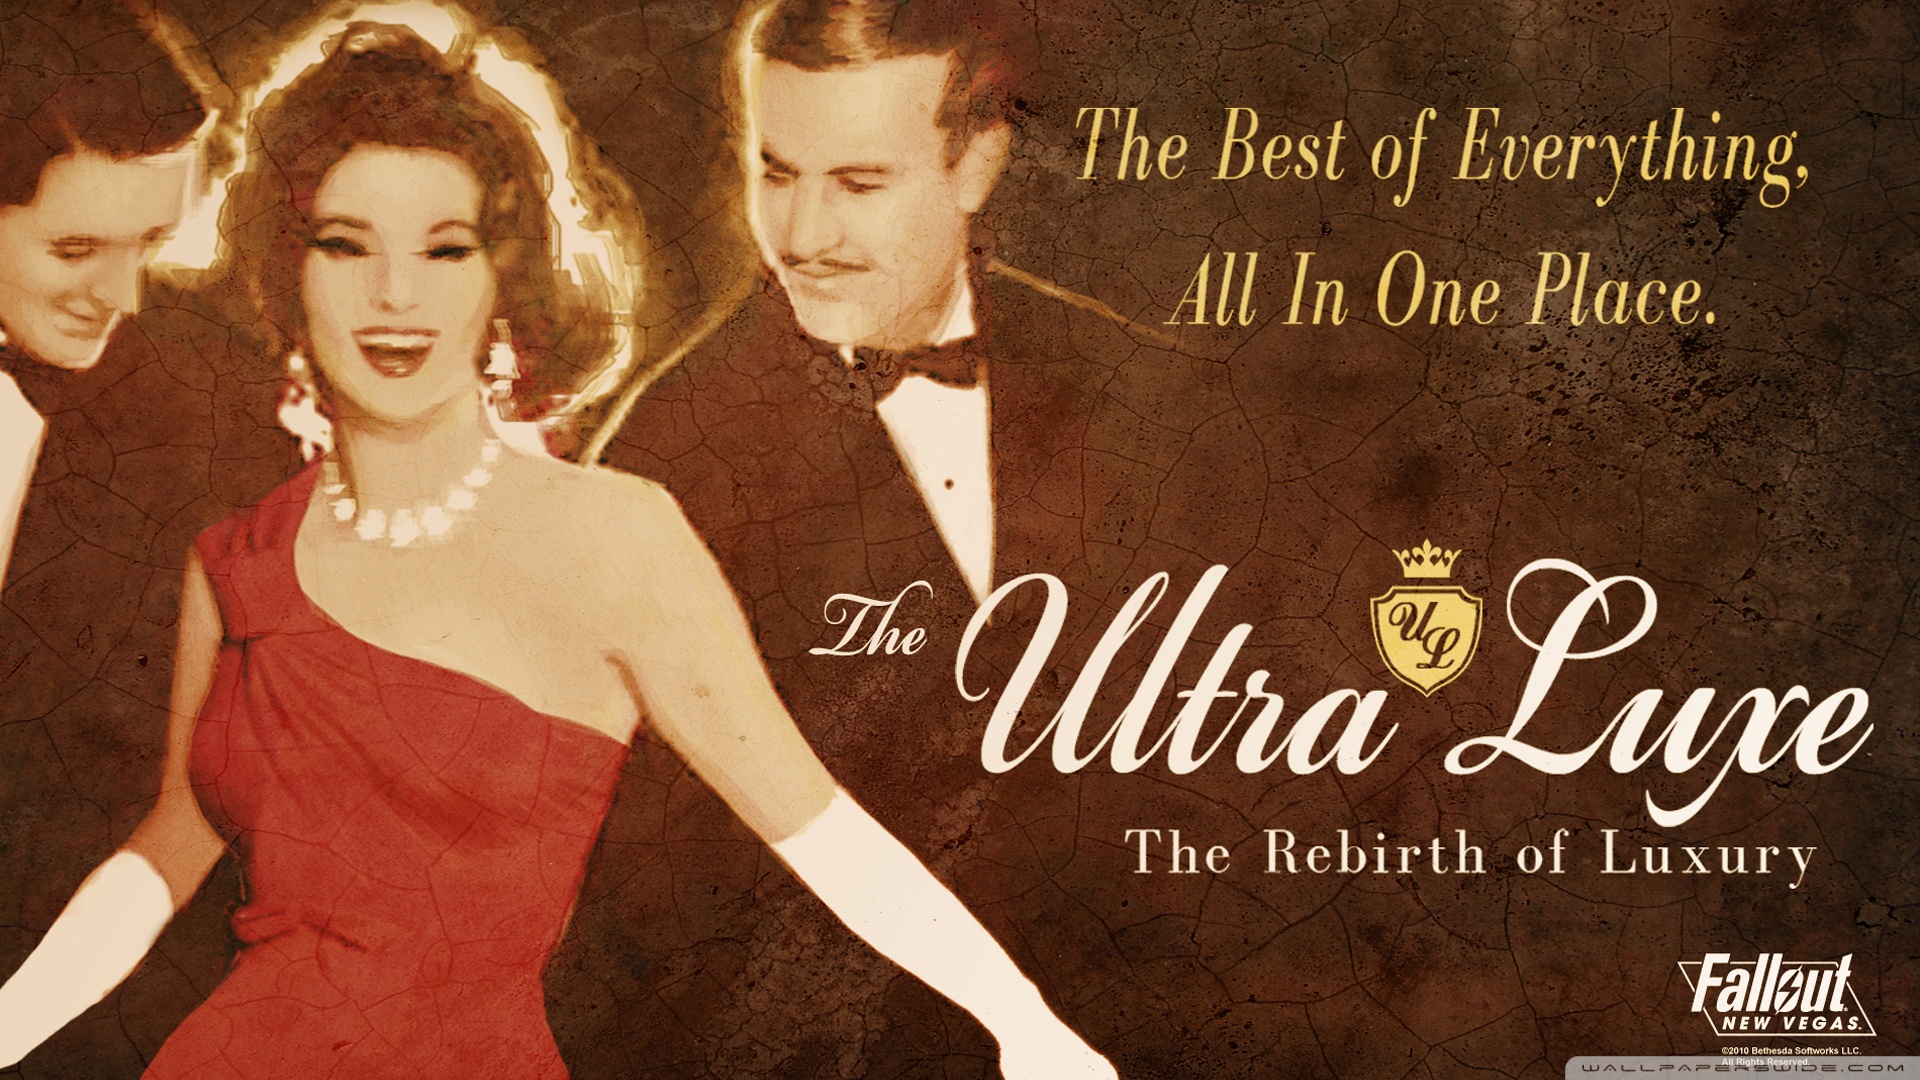 The Best of Everything,
All In One Place.
The Ultra Luxe
UL
The Rebirth of Luxury
Fallout
NEW VEGAS.
©2010 Bethesda Softworks LLC.
All Rights Reserved.
WALLPAPERSWIDE.COM